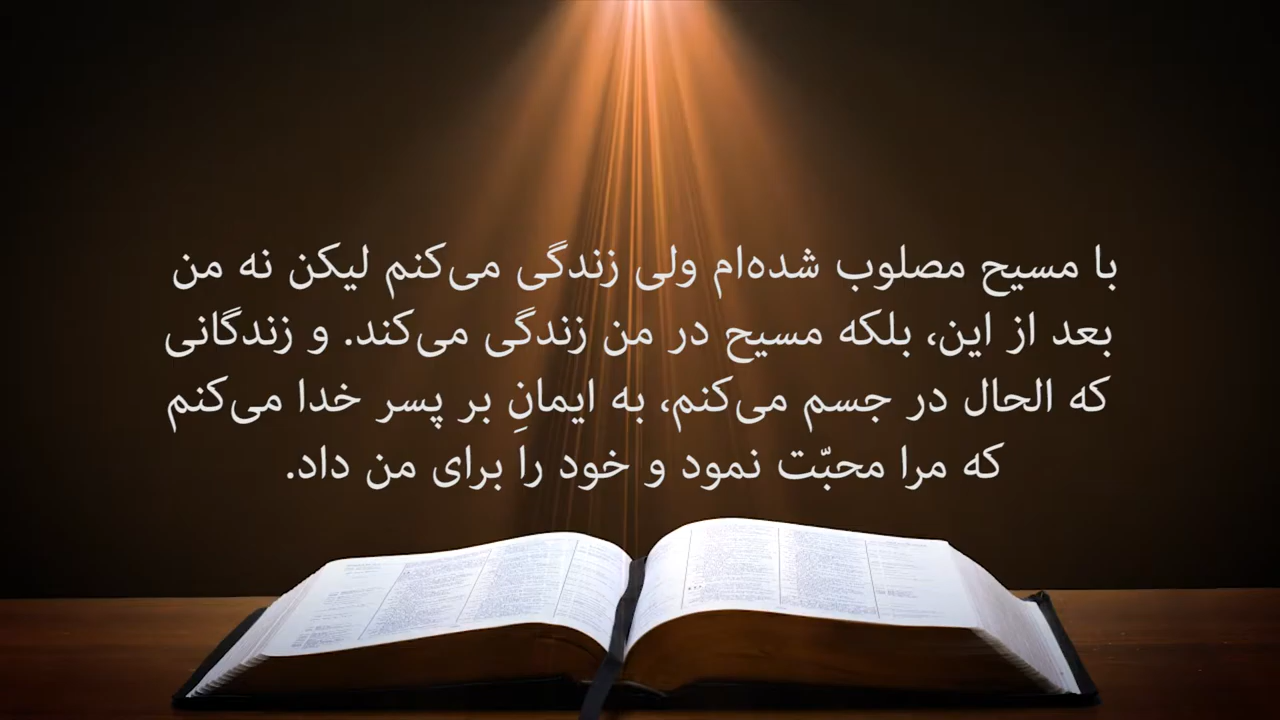 با مسیح مصلوب شده‌ام ولی زندگی می‌کنم لیکن نه من
بعد از این، بلکه مسیح در من زندگی می‌کند. و زندگانی
که الحال در جسم می‌کنم، به ایمانِ بر پسر خدا می‌کنم
که مرا محبّت نمود و خود را برای من داد.